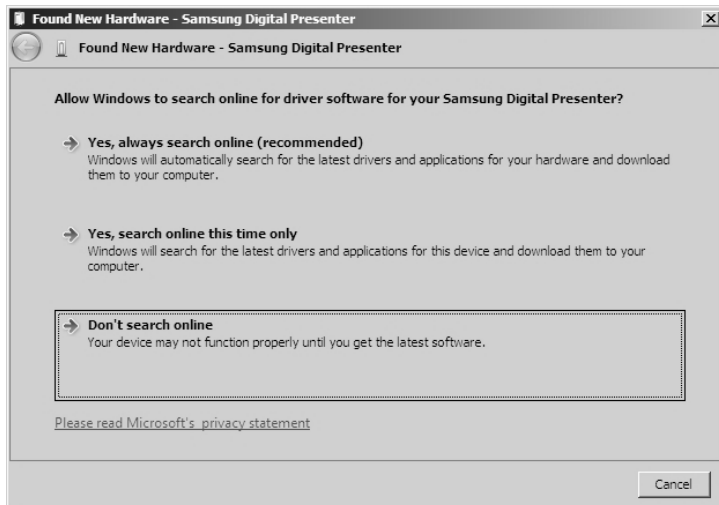 Found New Hardware - Samsung Digital Presenter
Found New Hardware - Samsung Digital Presenter
Allow Windows to search online for driver software for your Samsung Digital Presenter?
Yes, always search online (recommended)
Windows will automatically search for the latest drivers and applications for your hardware and download
them to your computer.
Yes, search online this time only
Windows will search for the latest drivers and applications for this device and download them to your
computer.
Don't search online
Your device may not function properly until you get the latest software.
Please read Microsoft's privacy statement
Cancel